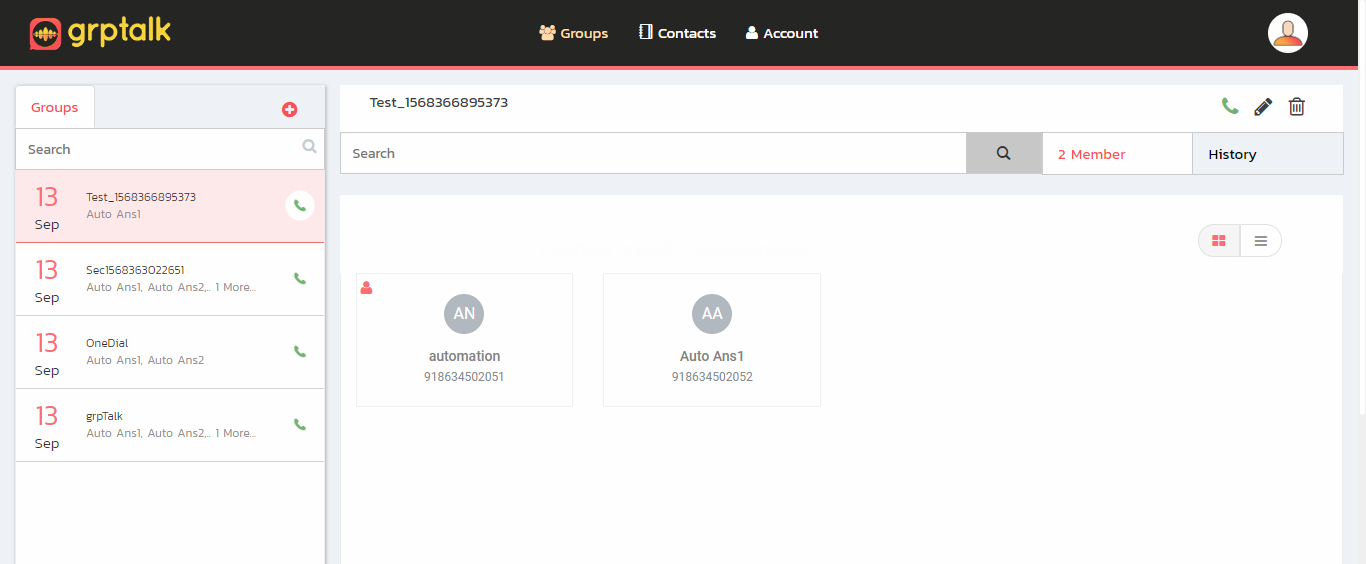 grptalk
Groups
Contacts
Account
Groups
Search
13
Sep
Test_1568366895373
Auto Ans1
13
Sep
Sec1568363022651
Auto Ans1, Auto Ans2,.. 1 More...
13
Sep
OneDial
Auto Ans1, Auto Ans2
13
Sep
grpTalk
Auto Ans1, Auto Ans2,.. 1 More...
Test_1568366895373
Search
2 Member
History
AN
automation
918634502051
AA
Auto Ans1
918634502052